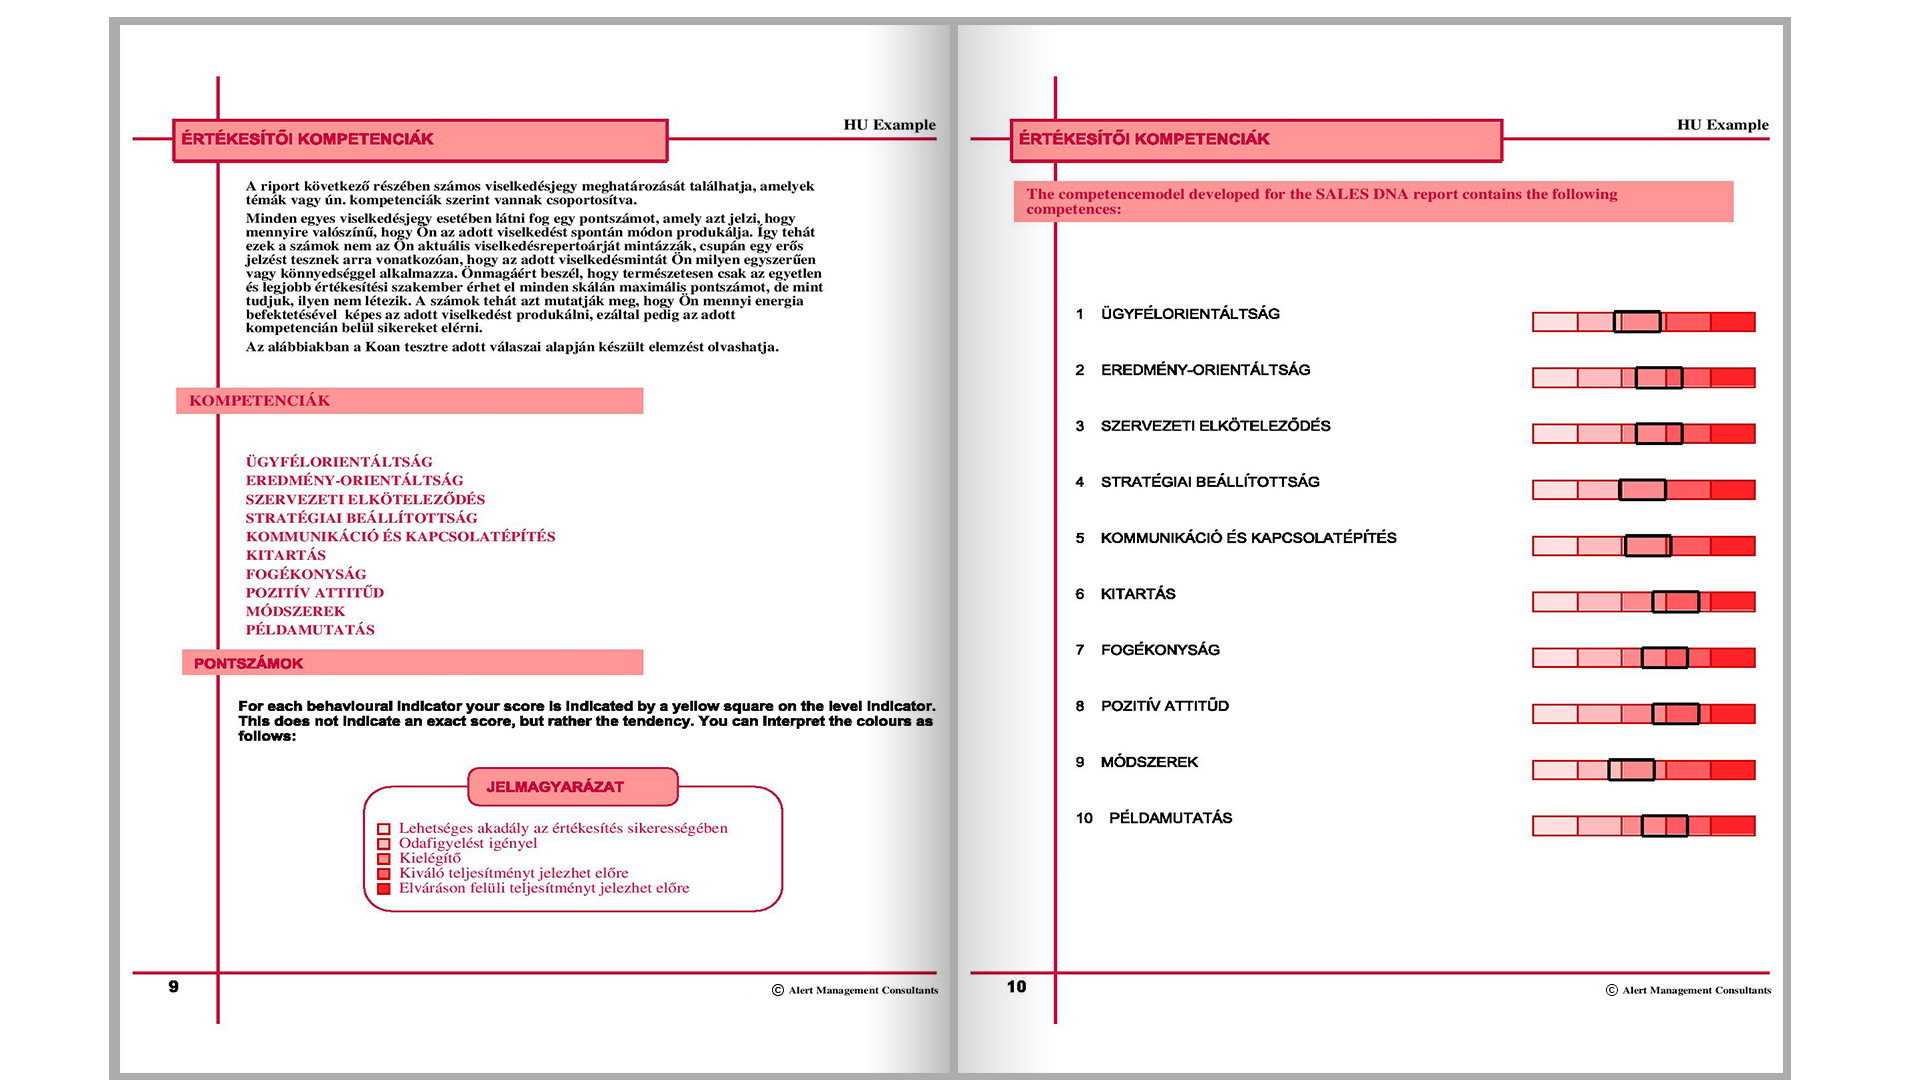 HU Example
ÉRTÉKESÍTŐI KOMPETENCIÁK
A riport következő részében számos viselkedésjegy meghatározását találhatja, amelyek
témák vagy ún. kompetenciák szerint vannak csoportosítva.
Minden egyes viselkedésjegy esetében látni fog egy pontszámot, amely azt jelzi, hogy
mennyire valószínű, hogy Ön az adott viselkedést spontán módon produkálja. Így tehát
ezek a számok nem az Ön aktuális viselkedésrepertoárját mintázzák, csupán egy erős
jelzést tesznek arra vonatkozóan, hogy az adott viselkedésmintát Ön milyen egyszerűen
vagy könnyedséggel alkalmazza. Önmagáért beszél, hogy természetesen csak az egyetlen
és legjobb értékesítési szakember érhet el minden skálán maximális pontszámot, de mint
tudjuk, ilyen nem létezik. A számok tehát azt mutatják meg, hogy Ön mennyi energia
befektetésével képes az adott viselkedést produkálni, ezáltal pedig az adott
kompetencián belül sikereket elérni.
Az alábbiakban a Koan tesztre adott válaszai alapján készült elemzést olvashatja.
KOMPETENCIÁK
ÜGYFÉLORIENTÁLTSÁG
EREDMÉNY-ORIENTÁLTSÁG
SZERVEZETI ELKÖTELEZŐDÉS
STRATÉGIAI BEÁLLÍTOTTSÁG
KOMMUNIKÁCIÓ ÉS KAPCSOLATÉPÍTÉS
KITARTÁS
FOGÉKONYSÁG
POZITÍV ATTITŰD
MÓDSZEREK
PÉLDAMUTATÁS
PONTSZÁMOK
For each behavioural indicator your score is indicated by a yellow square on the level indicator.
This does not indicate an exact score, but rather the tendency. You can interpret the colours as
follows:
JELMAGYARÁZAT
Lehetséges akadály az értékesítés sikerességében
Odafigyelést igényel
Kielégítő
Kiváló teljesítményt jelezhet előre
Elváráson felüli teljesítményt jelezhet előre
9
© Alert Management Consultants
HU Example
ÉRTÉKESÍTŐI KOMPETENCIÁK
The competencemodel developed for the SALES DNA report contains the following
competences:
1 ÜGYFÉLORIENTÁLTSÁG
2 EREDMÉNY-ORIENTÁLTSÁG
3 SZERVEZETI ELKÖTELEZŐDÉS
4 STRATÉGIAI BEÁLLÍTOTTSÁG
5 KOMMUNIKÁCIÓ ÉS KAPCSOLATÉPÍTÉS
6 KITARTÁS
7 FOGÉKONYSÁG
8 POZITÍV ATTITŰD
9 MÓDSZEREK
10 PÉLDAMUTATÁS
10
© Alert Management Consultants